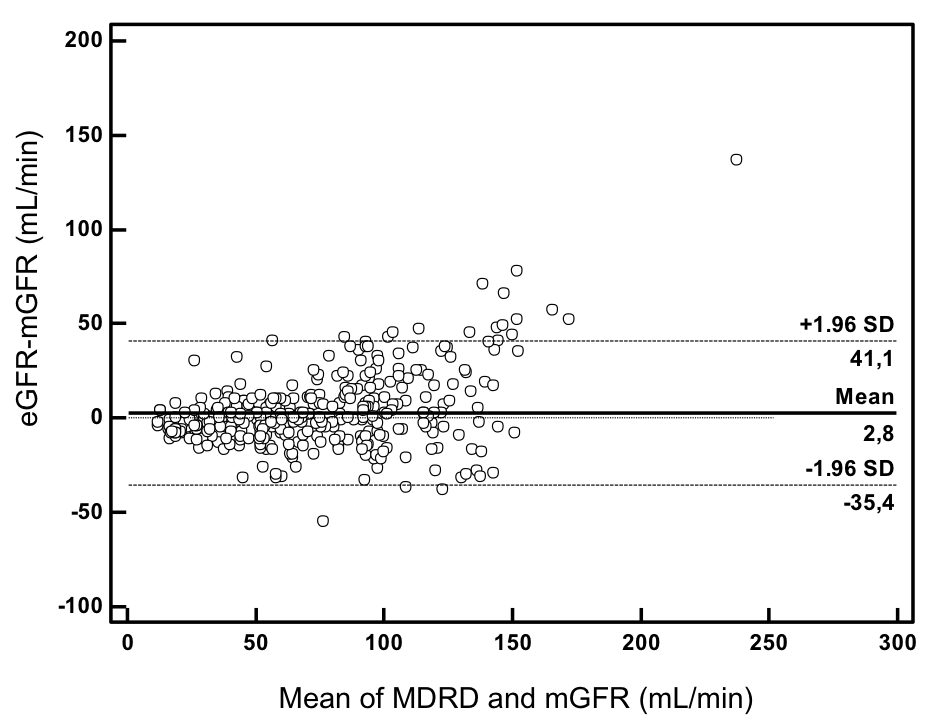 eGFR-mGFR (mL/min)
200
150
100
50
0
-50
-100
+1.96 SD
41,1
Mean
2,8
-1.96 SD
-35,4
0 50 100 150 200 250 300
Mean of MDRD and mGFR (mL/min)